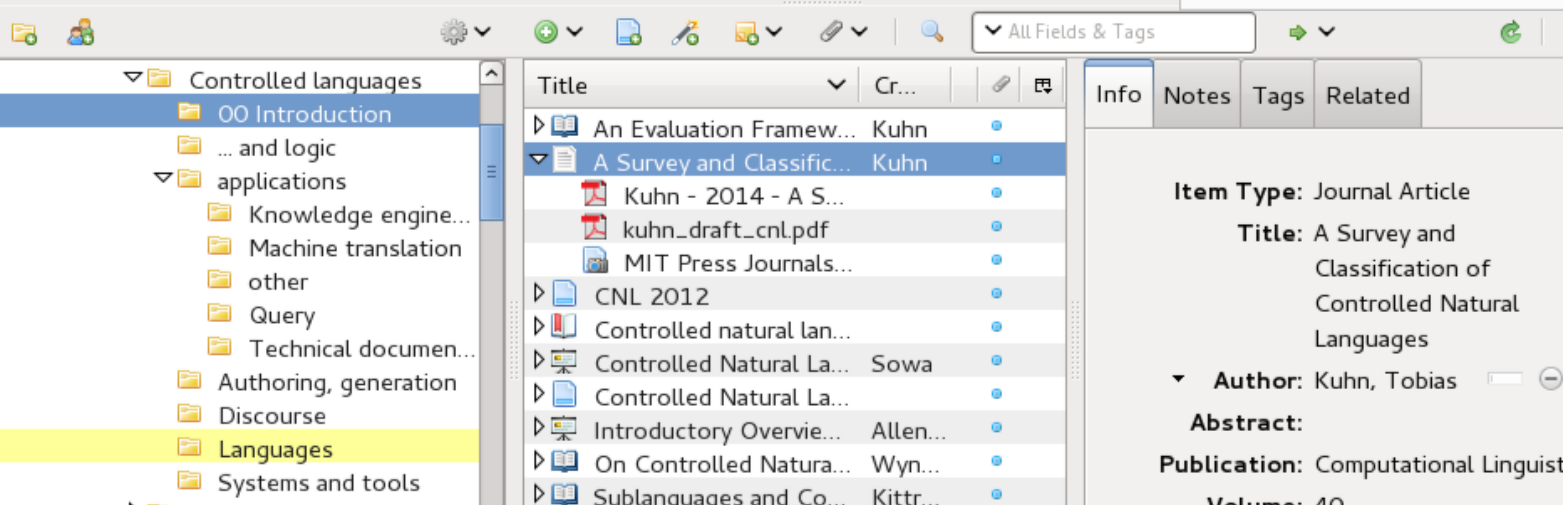 All Fields & Tags
Controlled languages
00 Introduction
... and logic
applications
Knowledge engine...
Machine translation
other
Query
Technical documen...
Authoring, generation
Discourse
Languages
Systems and tools
Title Cr...
An Evaluation Framew... Kuhn
A Survey and Classific... Kuhn
Kuhn - 2014 - A S...
kuhn_draft_cnl.pdf
MIT Press Journals...
CNL 2012
Controlled natural lan...
Controlled Natural La... Sowa
Controlled Natural La...
Introductory Overvie... Allen...
On Controlled Natura... Wyn...
Sublanguages and Co... Kittr...
Info Notes Tags Related
Item Type: Journal Article
Title: A Survey and
Classification of
Controlled Natural
Languages
Author: Kuhn, Tobias
Abstract:
Publication: Computational Linguist
Volume: 40